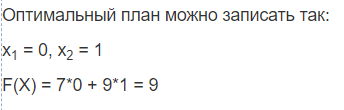 Оптимальный план можно записать так:
x₁ = 0, x₂ = 1
F(X) = 7*0 + 9*1 = 9